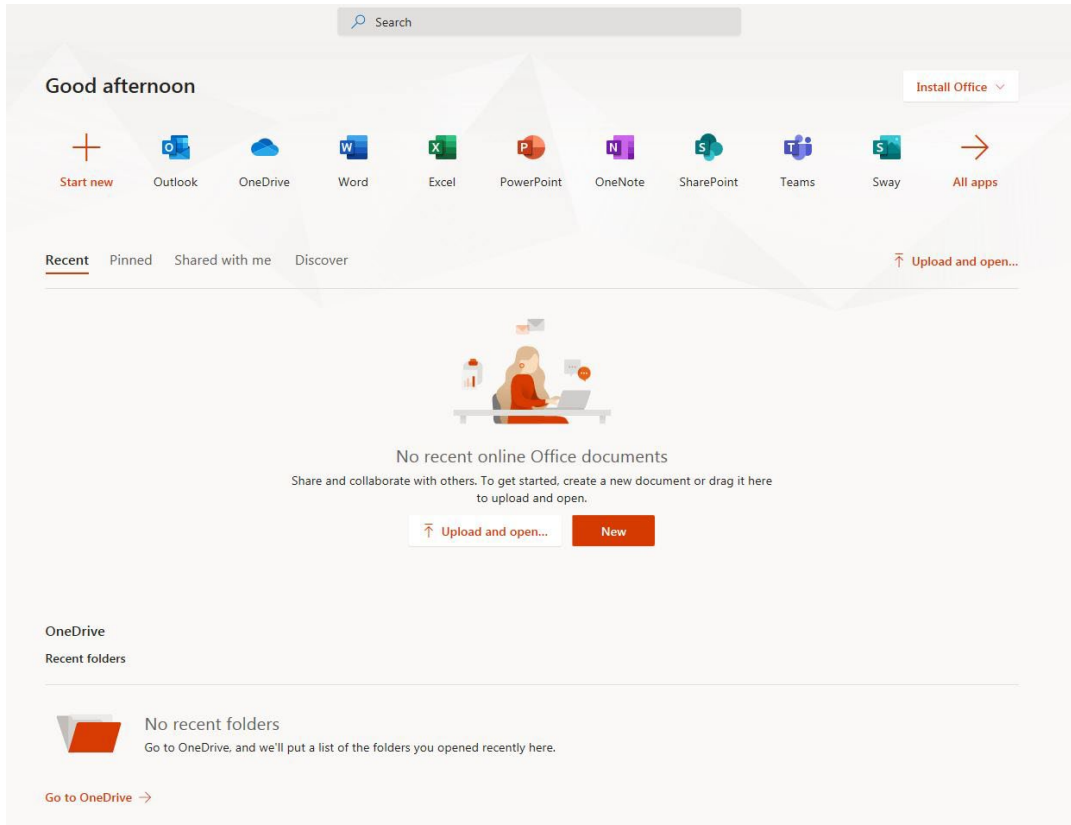 Search
Good afternoon
Install Office
Start new
Outlook
OneDrive
Word
Excel
PowerPoint
OneNote
SharePoint
Teams
Sway
All apps
Recent
Pinned
Shared with me
Discover
Upload and open...
No recent online Office documents
Share and collaborate with others. To get started, create a new document or drag it here
to upload and open.
Upload and open...
New
OneDrive
Recent folders
No recent folders
Go to OneDrive, and we'll put a list of the folders you opened recently here.
Go to OneDrive